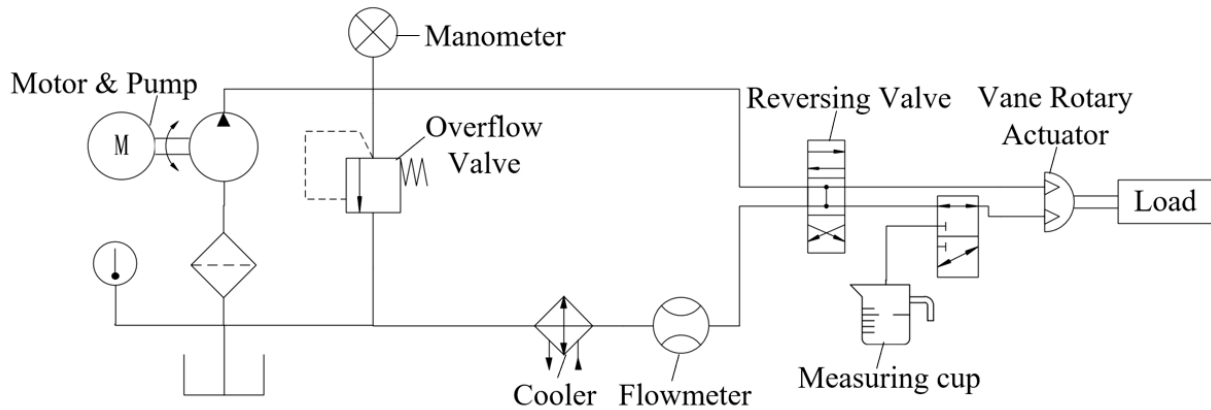 Manometer
Motor & Pump
M
Overflow
Valve
Reversing Valve
Vane Rotary
Actuator
Load
Cooler
Flowmeter
Measuring cup